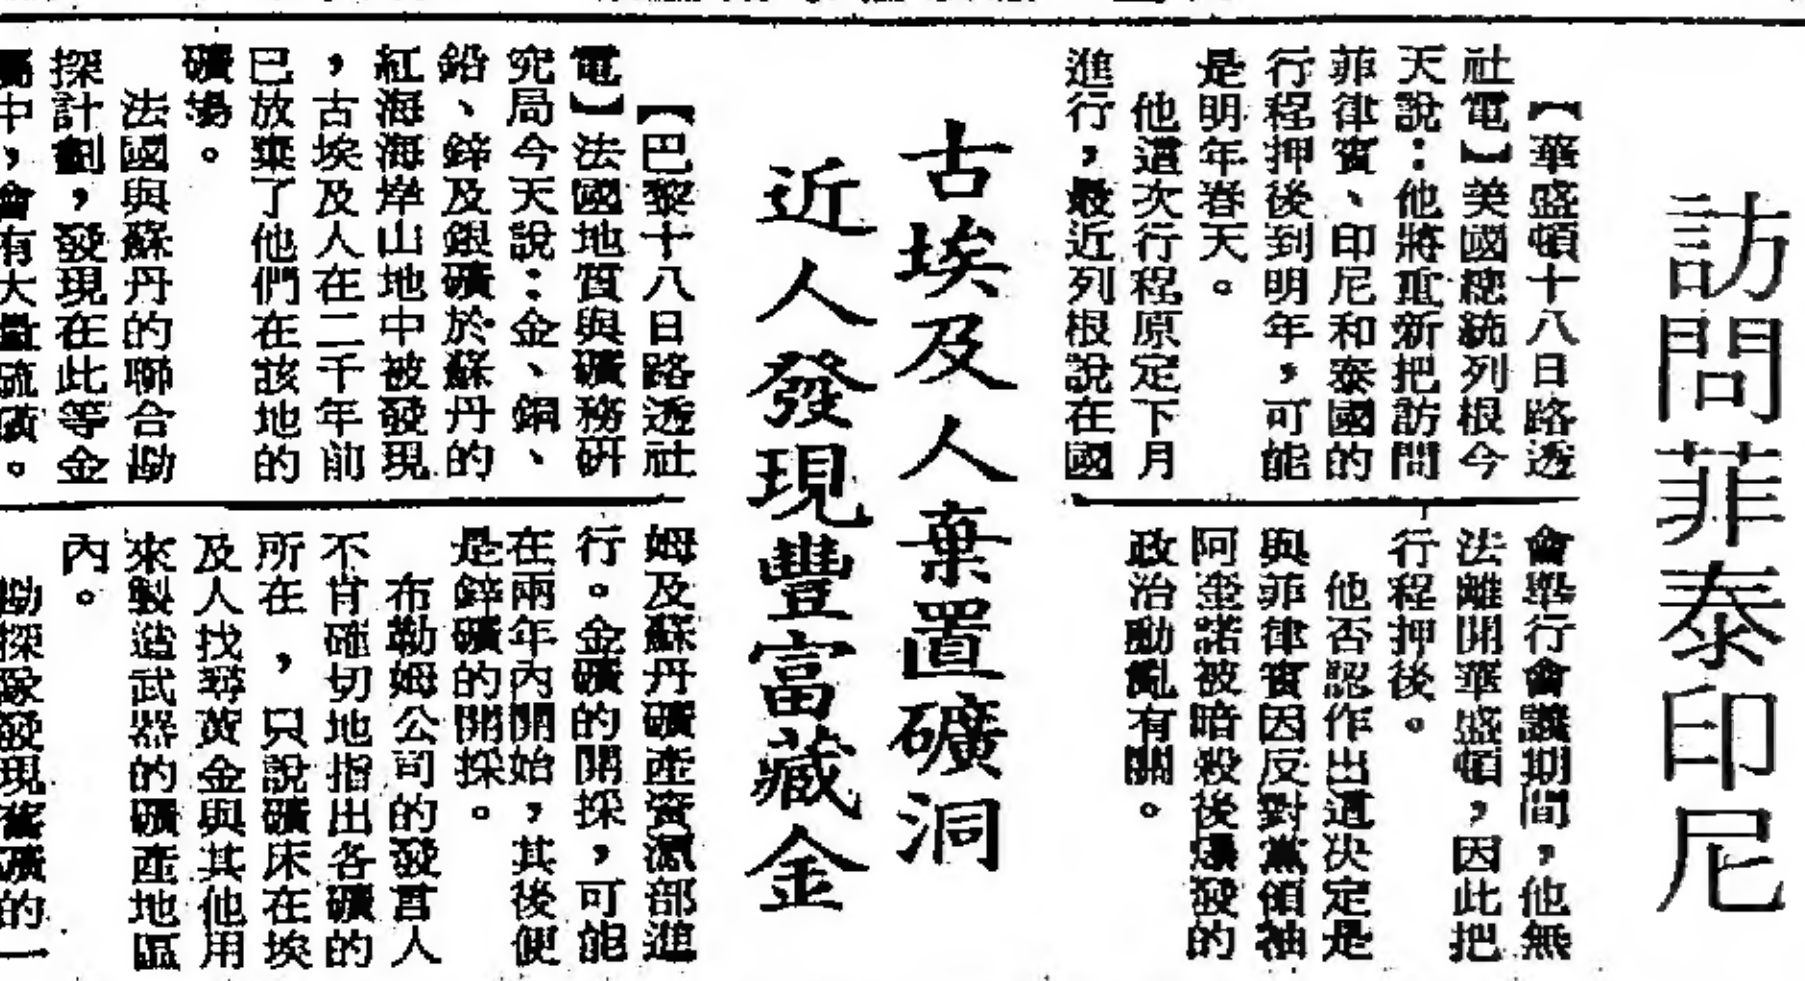 訪問菲泰印尼
【華盛頓十八日路透
社電】美國總統列根今
天說：他將重新把訪問
菲律賓、印尼和泰國的
行程押後到明年，可能
是明年春天。
他這次行程原定下月
進行，最近列根說在國
會舉行會議期間，他無
法離開華盛頓，因此把
行程押後。
他否認作出這決定是
與菲律賓因反對黨領袖
阿奎諾被暗殺後爆發的
政治動亂有關。
古埃及人棄置礦洞
近人發現豐富藏金
【巴黎十八日路透社
電】法國地質與礦務研
究局今天說：金、銅、
鉛、鋅及銀礦於蘇丹的
紅海海岸山地中被發現
，古埃及人在二千年前
已放棄了他們在該地的
礦場。
法國與蘇丹的聯合勘
探計劃，發現在此等金
屬中，會有大量硫磺。
姆及蘇丹礦產資源部進
行。金礦的開採，可能
在兩年內開始，其後便
是鋅礦的開採。
布勒姆公司的發言人
不肯確切地指出各礦的
所在，只說礦床在埃
及人找尋黃金與其他用
來製造武器的礦產地區
內。
勘探隊發現舊礦的一